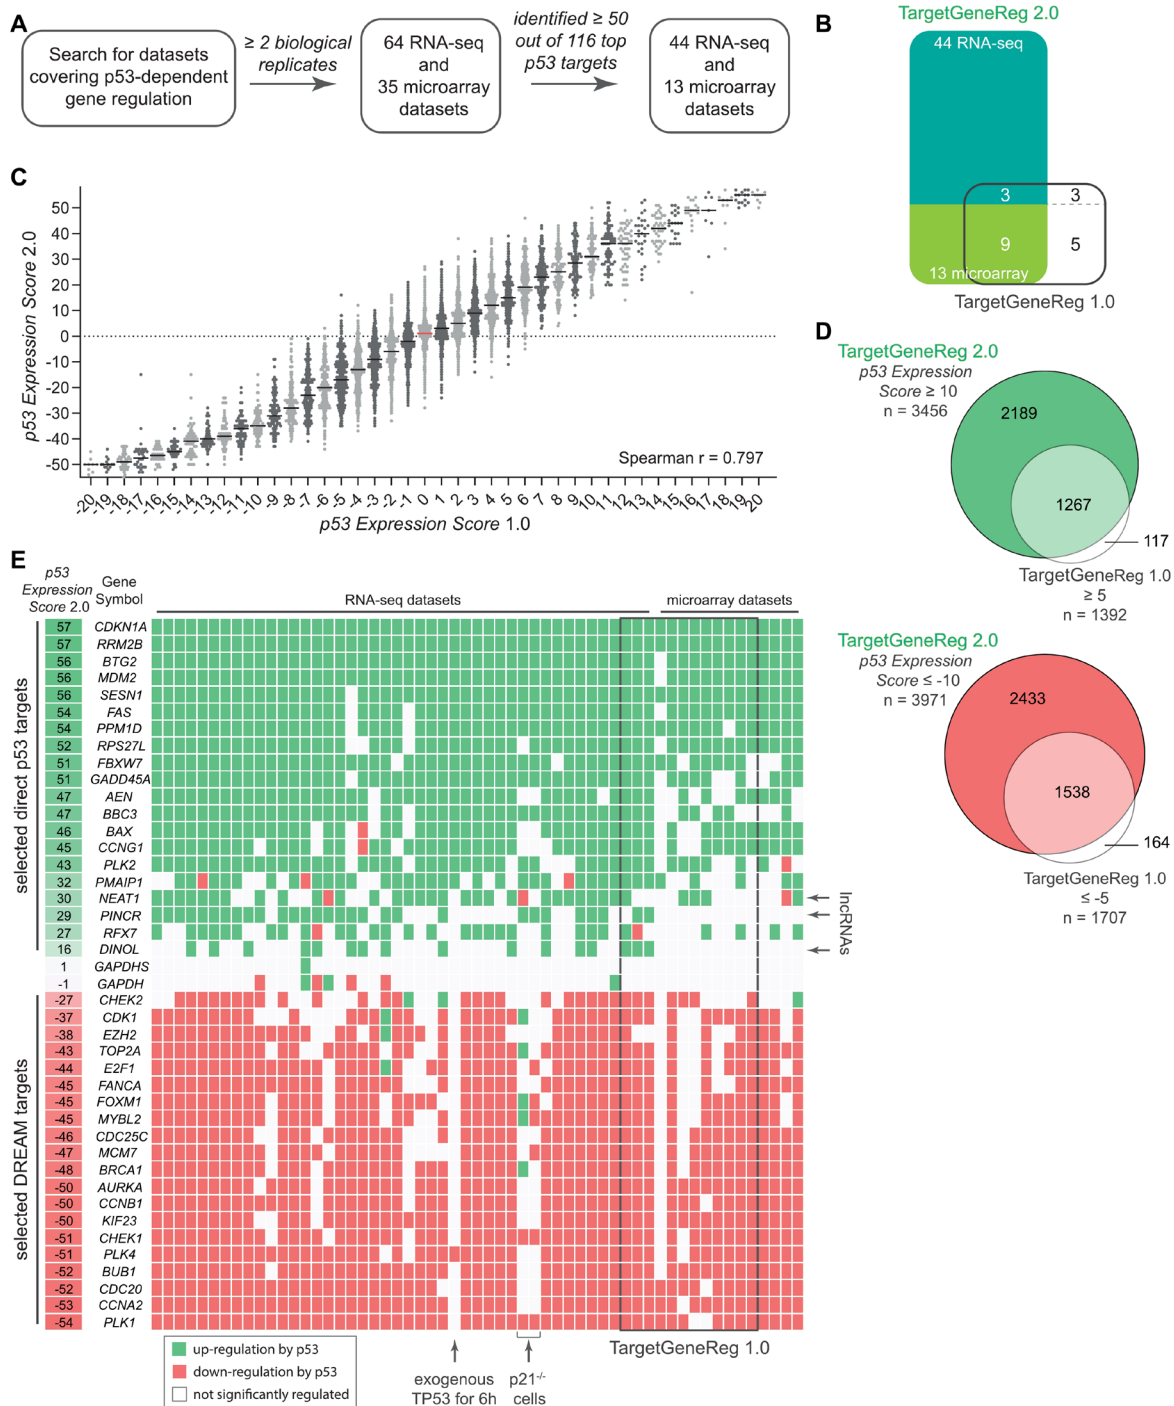 A
Search for datasets
covering p53-dependent
gene regulation
≥ 2 biological
replicates
64 RNA-seq
and
35 microarray
datasets
identified ≥ 50
out of 116 top
p53 targets
44 RNA-seq
and
13 microarray
datasets
B
TargetGeneReg 2.0
44 RNA-seq
3
3
9
5
13 microarray
TargetGeneReg 1.0
C
p53 Expression Score 2.0
50
40
30
20
10
0
-10
-20
-30
-40
-50
Spearman r = 0.797
-20
-19
-18
-17
-16
-15
-14
-13
-12
-11
-10
-9
-8
-7
-6
-5
-4
-3
-2
-1
0
1
2
3
4
5
6
7
8
9
10
11
12
13
14
15
16
17
18
19
20
p53 Expression Score 1.0
D
TargetGeneReg 2.0
p53 Expression
Score ≥ 10
n = 3456
2189
1267
117
TargetGeneReg 1.0
≥ 5
n = 1392
TargetGeneReg 2.0
p53 Expression
Score ≤ -10
n = 3971
2433
1538
164
TargetGeneReg 1.0
≤ -5
n = 1707
E
p53
Expression
Score 2.0
Gene
Symbol
RNA-seq datasets
microarray datasets
selected direct p53 targets
57 CDKN1A
57 RRM2B
56 BTG2
56 MDM2
56 SESN1
54 FAS
54 PPM1D
52 RPS27L
51 FBXW7
51 GADD45A
47 AEN
47 BBC3
46 BAX
45 CCNG1
43 PLK2
32 PMAIP1
30 NEAT1
29 PINCR
27 RFX7
16 DINOL
lncRNAs
1 GAPDHS
-1 GAPDH
selected DREAM targets
-27 CHEK2
-37 CDK1
-38 EZH2
-43 TOP2A
-44 E2F1
-45 FANCA
-45 FOXM1
-45 MYBL2
-46 CDC25C
-47 MCM7
-48 BRCA1
-50 AURKA
-50 CCNB1
-50 KIF23
-51 CHEK1
-51 PLK4
-52 BUB1
-52 CDC20
-53 CCNA2
-54 PLK1
up-regulation by p53
down-regulation by p53
not significantly regulated
exogenous
TP53 for 6h
p21-/-
cells
TargetGeneReg 1.0